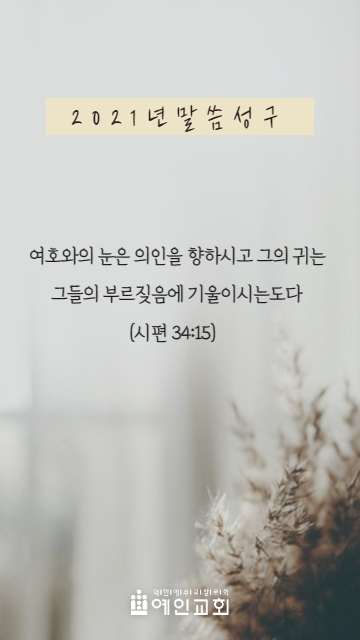 2021년말씀성구
여호와의 눈은 의인을 향하시고 그의 귀는
그들의 부르짖음에 기울이시는도다
(시편 34:15)
예인교회